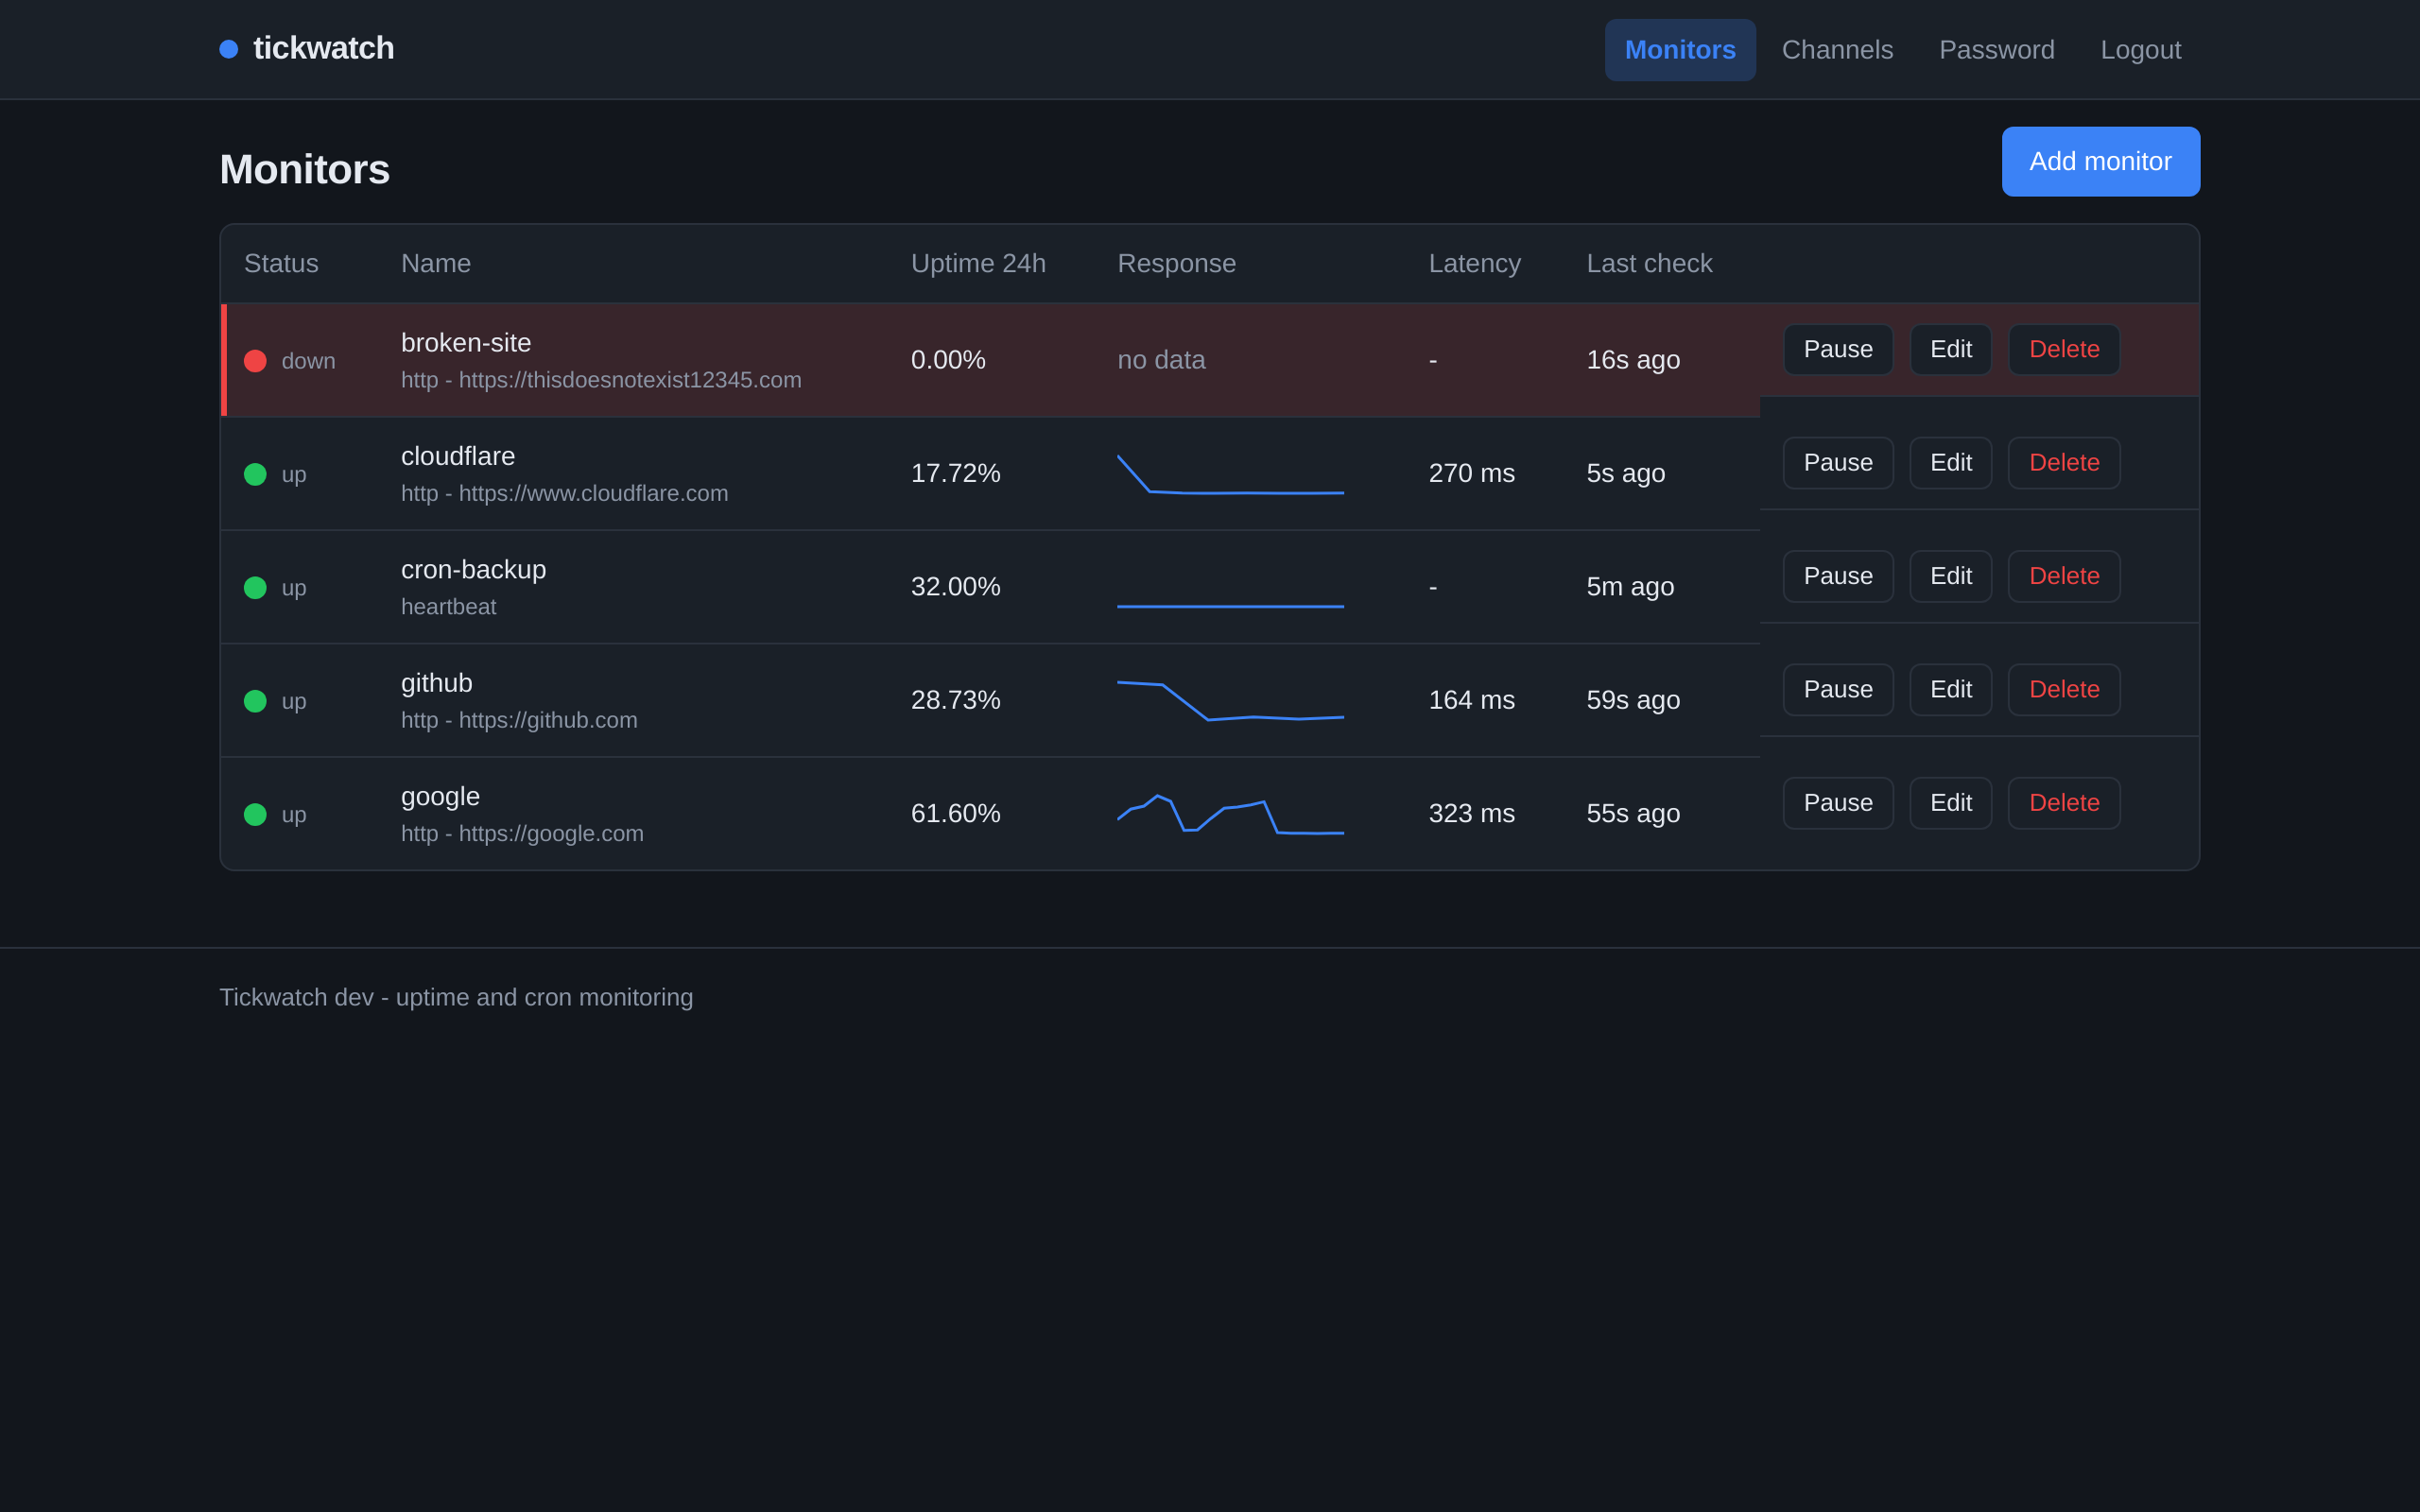 tickwatch Monitors Channels Password Logout
Monitors Add monitor
Status Name Uptime 24h Response Latency Last check
broken-site
down 0.00% no data - 16s ago Pause Edit Delete
http - https://thisdoesnotexist12345.com
cloudflare
up 17.72% 270 ms 5s ago Pause Edit Delete
http - https://www.cloudflare.com
cron-backup
up 32.00% - 5m ago Pause Edit Delete
heartbeat
github
up 28.73% 164 ms 59s ago Pause Edit Delete
http - https://github.com
google
up 61.60% 323 ms 55s ago Pause Edit Delete
http - https://google.com
Tickwatch dev - uptime and cron monitoring